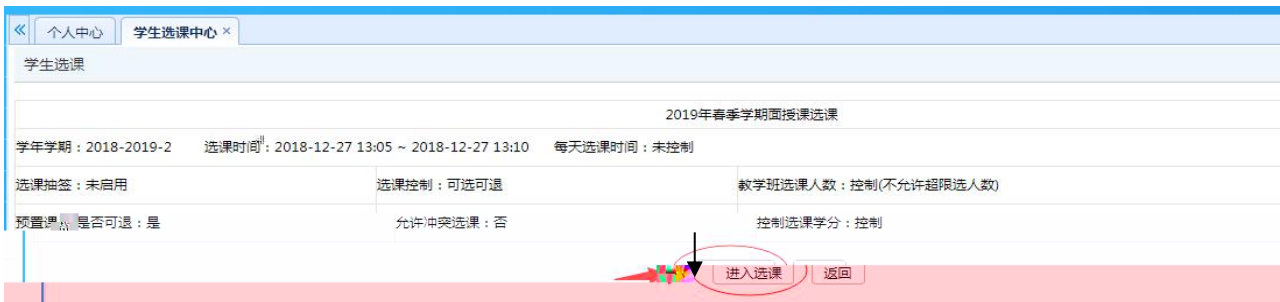 个人中心 学生选课中心 ×
学生选课
2019年春季学期面授课选课
学年学期：2018-2019-2 选课时间：2018-12-27 13:05 ~ 2018-12-27 13:10 每天选课时间：未控制
选课抽签：未启用 选课控制：可选可退 教学班选课人数：控制(不允许超限选人数)
预置课 是否可退：是 允许冲突选课：否 控制选课学分：控制
进入选课 返回